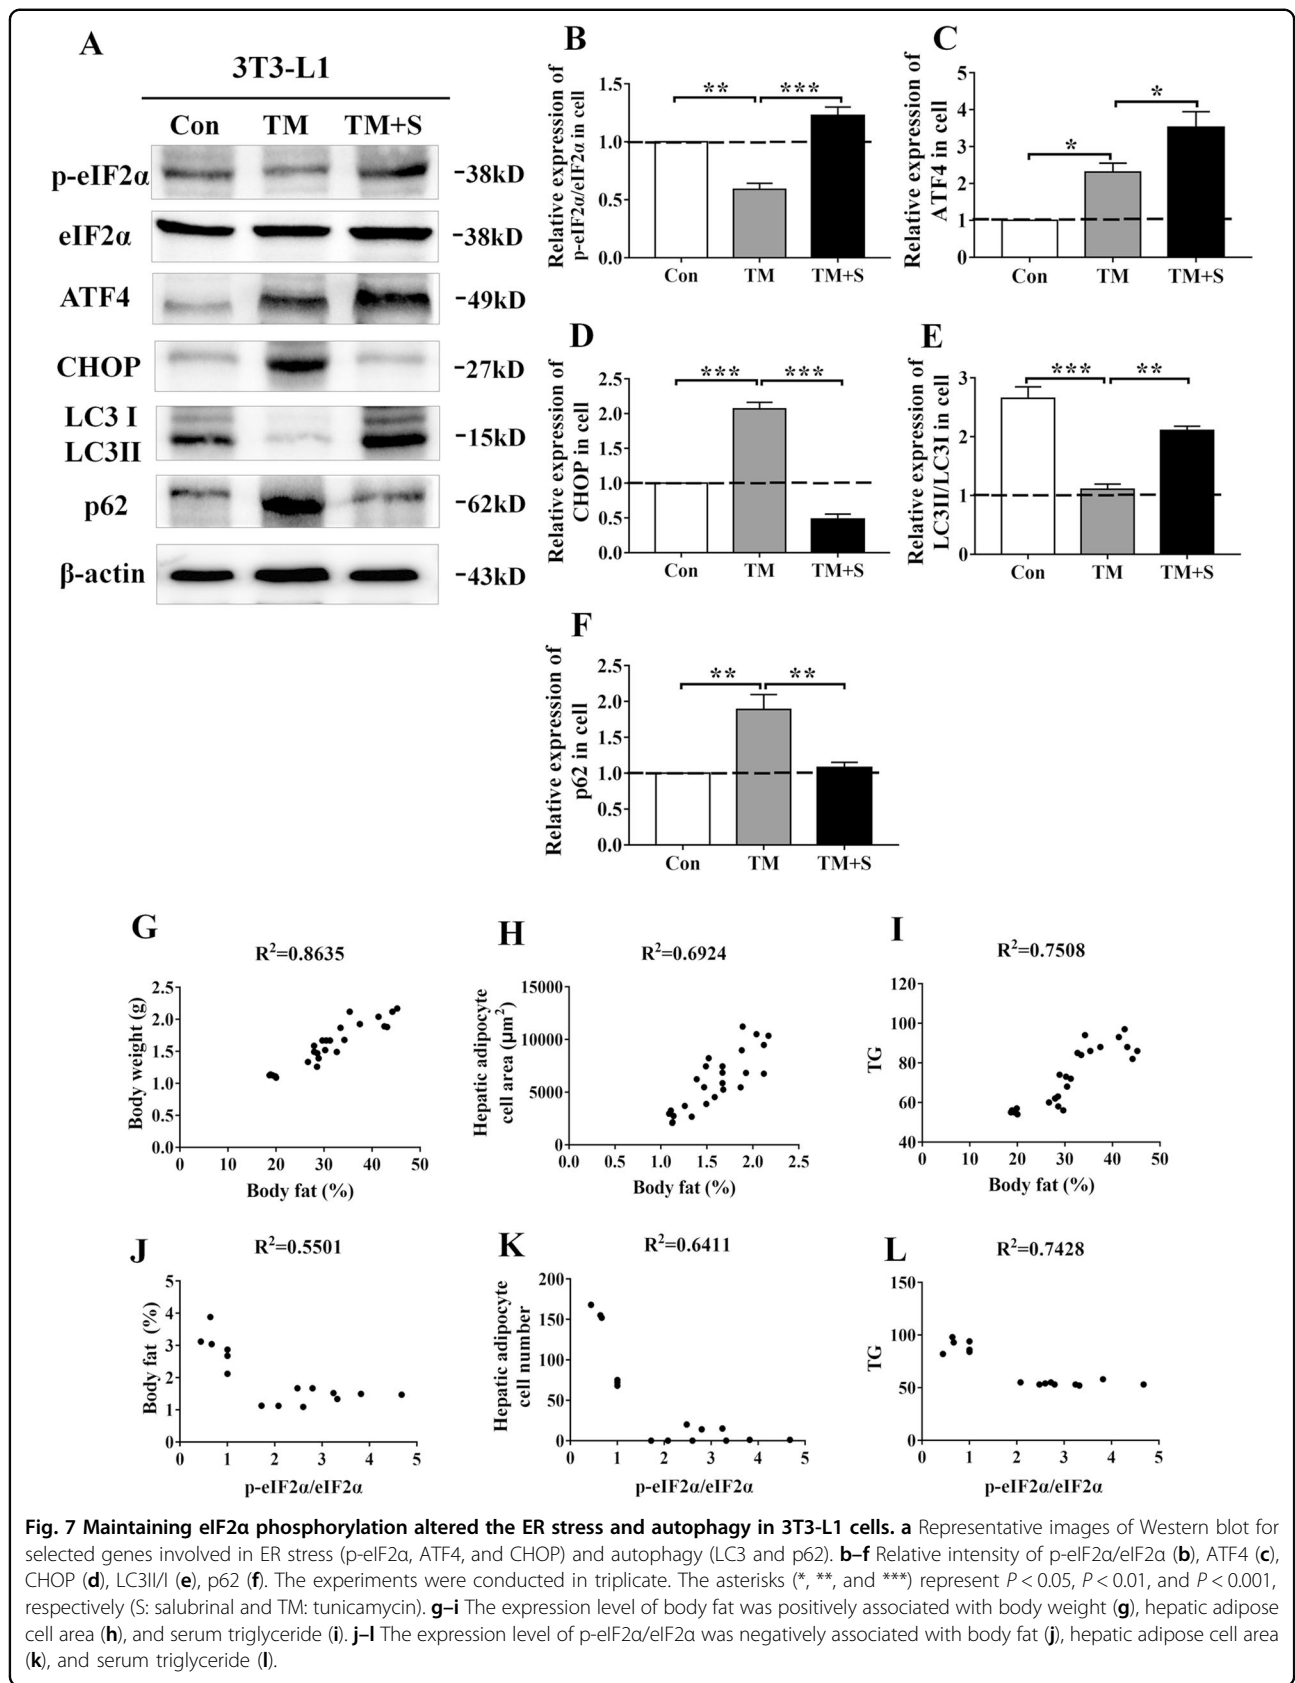 A
3T3-L1
Con TM TM+S
p-eIF2α -38kD
eIF2α -38kD
ATF4 -49kD
CHOP -27kD
LC3 I
LC3II -15kD
p62 -62kD
β-actin -43kD
B
Relative expression of
p-eIF2α/eIF2α in cell
1.5
1.0
0.5
0.0
** ***
Con TM TM+S
C
Relative expression of
ATF4 in cell
5
4
3
2
1
0
* *
Con TM TM+S
D
Relative expression of
CHOP in cell
2.5
2.0
1.5
1.0
0.5
0.0
*** ***
Con TM TM+S
E
Relative expression of
LC3II/LC3I in cell
3
2
1
0
*** **
Con TM TM+S
F
Relative expression of
p62 in cell
2.5
2.0
1.5
1.0
0.5
0.0
** **
Con TM TM+S
G
R²=0.8635
Body weight (g)
2.5
2.0
1.5
1.0
0.5
0.0
0 10 20 30 40 50
Body fat (%)
H
R²=0.6924
Hepatic adipocyte
cell area (μm²)
15000
10000
5000
0
0.0 0.5 1.0 1.5 2.0 2.5
Body fat (%)
I
R²=0.7508
TG
120
100
80
60
40
0 10 20 30 40 50
Body fat (%)
J
R²=0.5501
Body fat (%)
5
4
3
2
1
0
0 1 2 3 4 5
p-eIF2α/eIF2α
K
R²=0.6411
Hepatic adipocyte
cell number
200
150
100
50
0
0 1 2 3 4 5
p-eIF2α/eIF2α
L
R²=0.7428
TG
150
100
50
0
0 1 2 3 4 5
p-eIF2α/eIF2α
Fig. 7 Maintaining eIF2α phosphorylation altered the ER stress and autophagy in 3T3-L1 cells. a Representative images of Western blot for
selected genes involved in ER stress (p-eIF2α, ATF4, and CHOP) and autophagy (LC3 and p62). b–f Relative intensity of p-eIF2α/eIF2α (b), ATF4 (c),
CHOP (d), LC3II/I (e), p62 (f). The experiments were conducted in triplicate. The asterisks (*, **, and ***) represent P < 0.05, P < 0.01, and P < 0.001,
respectively (S: salubrinal and TM: tunicamycin). g–i The expression level of body fat was positively associated with body weight (g), hepatic adipose
cell area (h), and serum triglyceride (i). j–l The expression level of p-eIF2α/eIF2α was negatively associated with body fat (j), hepatic adipose cell area
(k), and serum triglyceride (l).